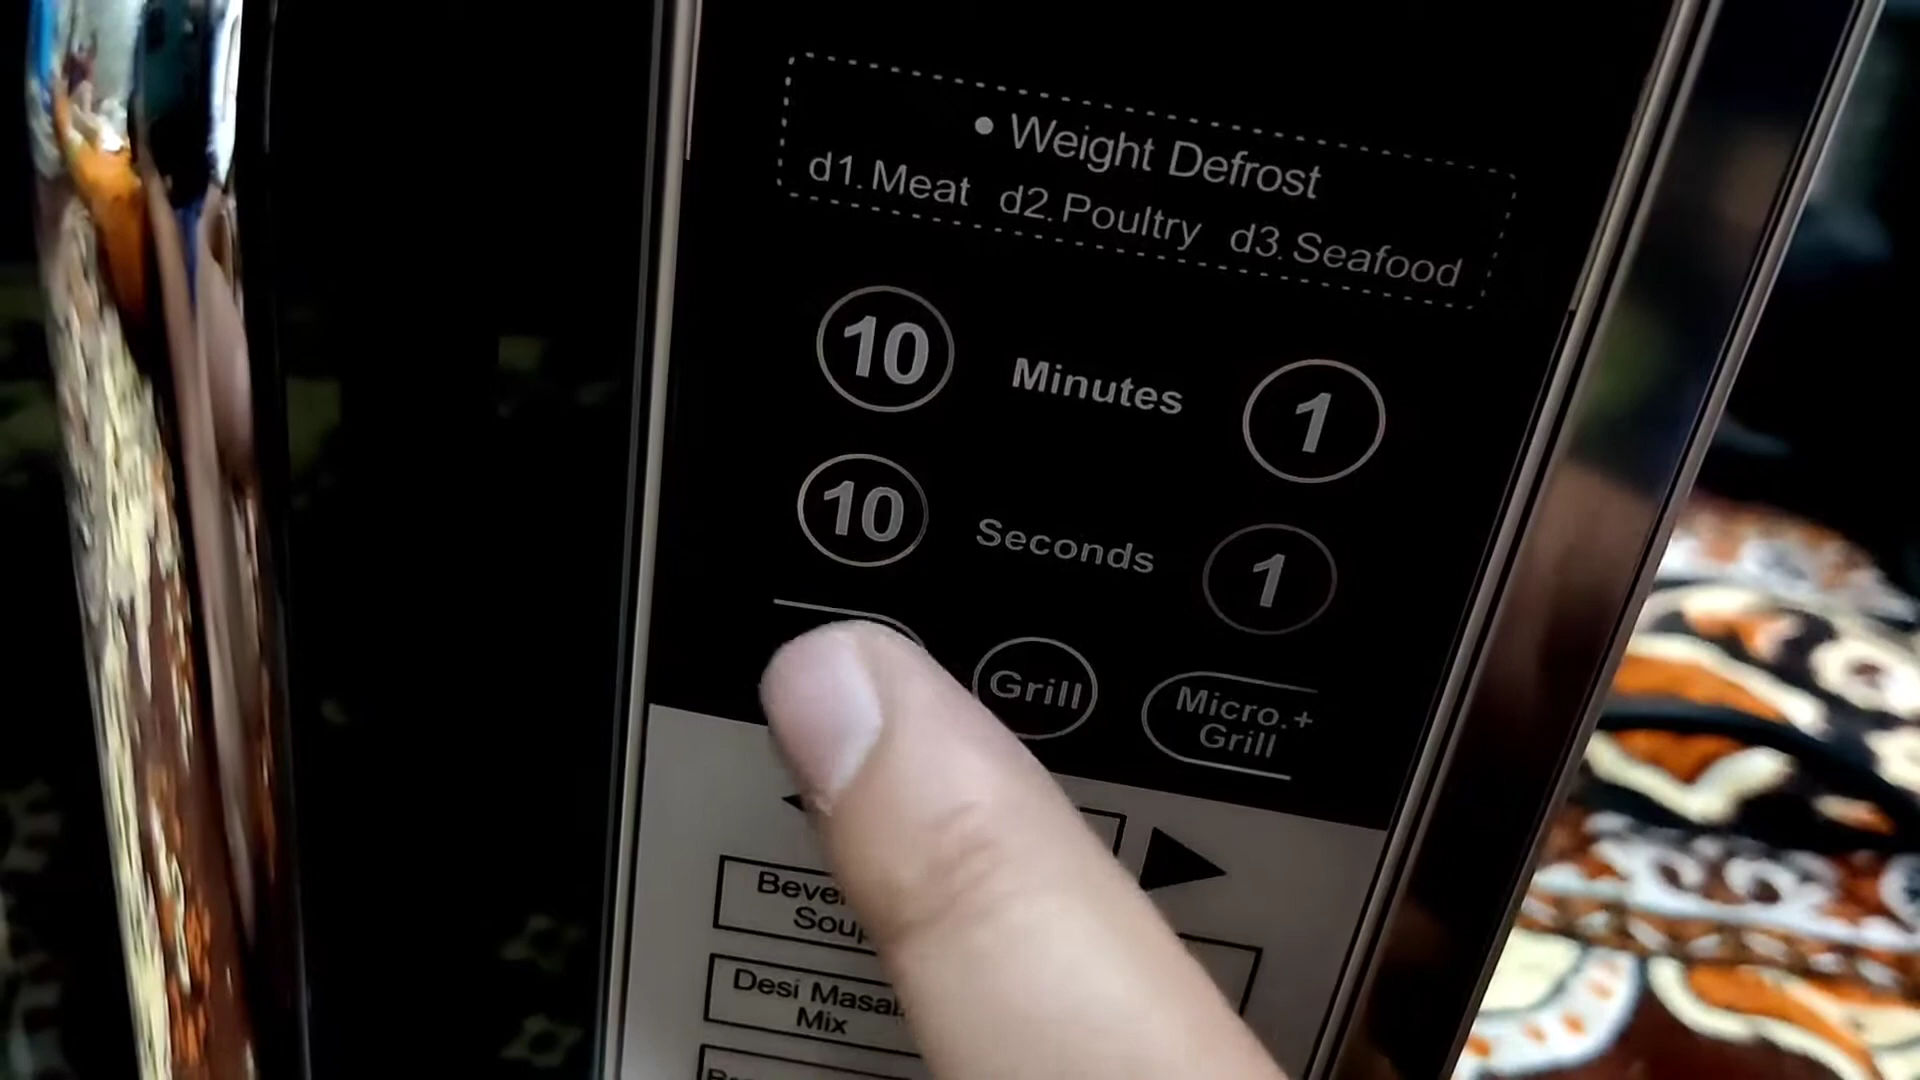 • Weight Defrost
d1. Meat d2. Poultry d3. Seafood
10 Minutes 1
10 Seconds 1
Grill
Micro.+
Grill
Desi
Mix